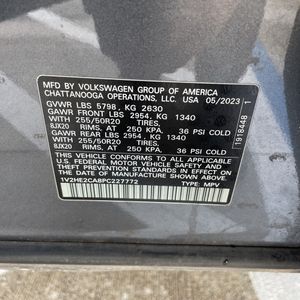 MFD BY VOLKSWAGEN GROUP OF AMERICA
CHATTANOOGA OPERATIONS, LLC. USA 05/2023
GVWR LBS 5798, KG 2630
GAWR FRONT LBS 2954, KG 1340
WITH 255/50R20 TIRES,
8JX20 RIMS, AT 250 KPA, 36 PSI COLD
GAWR REAR LBS 2954, KG 1340
WITH 255/50R20 TIRES,
8JX20 RIMS, AT 250 KPA, 36 PSI COLD
THIS VEHICLE CONFORMS TO ALL APPLICABLE
U.S. FEDERAL MOTOR VEHICLE SAFETY AND
THEFT PREVENTION STANDARDS IN EFFECT ON
THE DATE OF MANUFACTURE SHOWN ABOVE.
1V2HE2CA8PC227772 TYPE: MPV
1918448 1